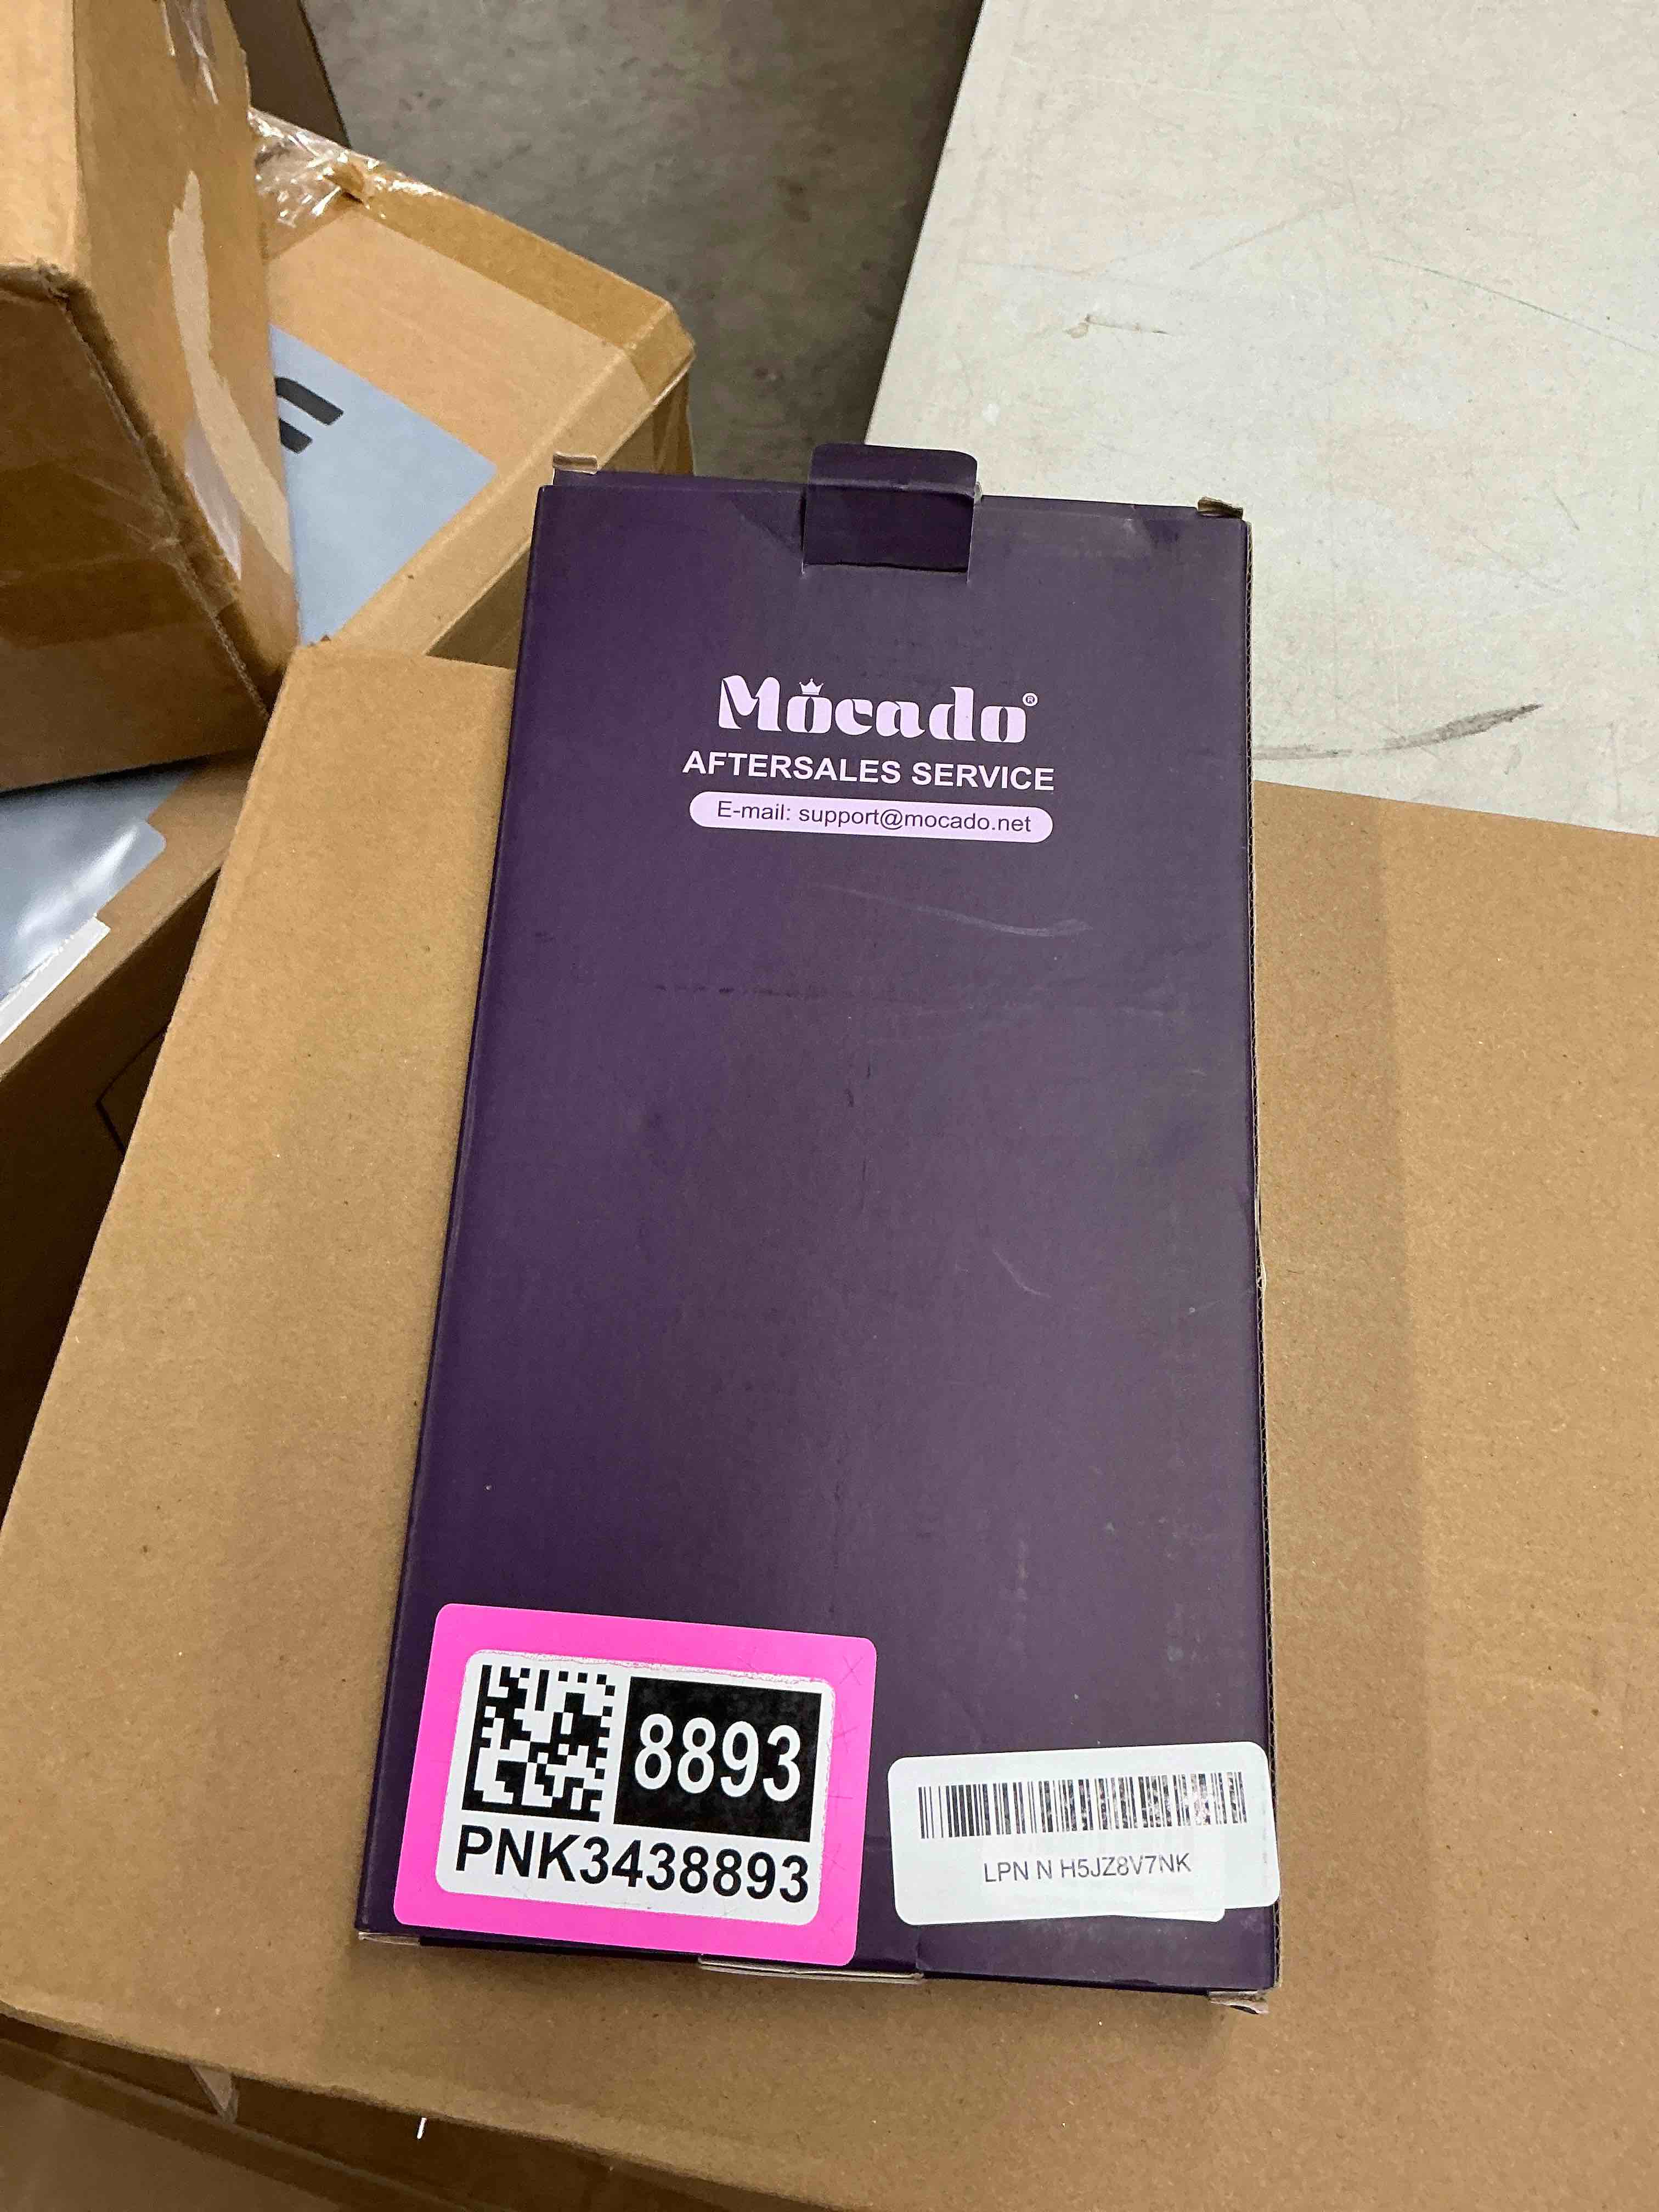 Mocado®
AFTERSALES SERVICE
E-mail: support@mocado.net
8893
PNK3438893
LPN N H5JZ8V7NK